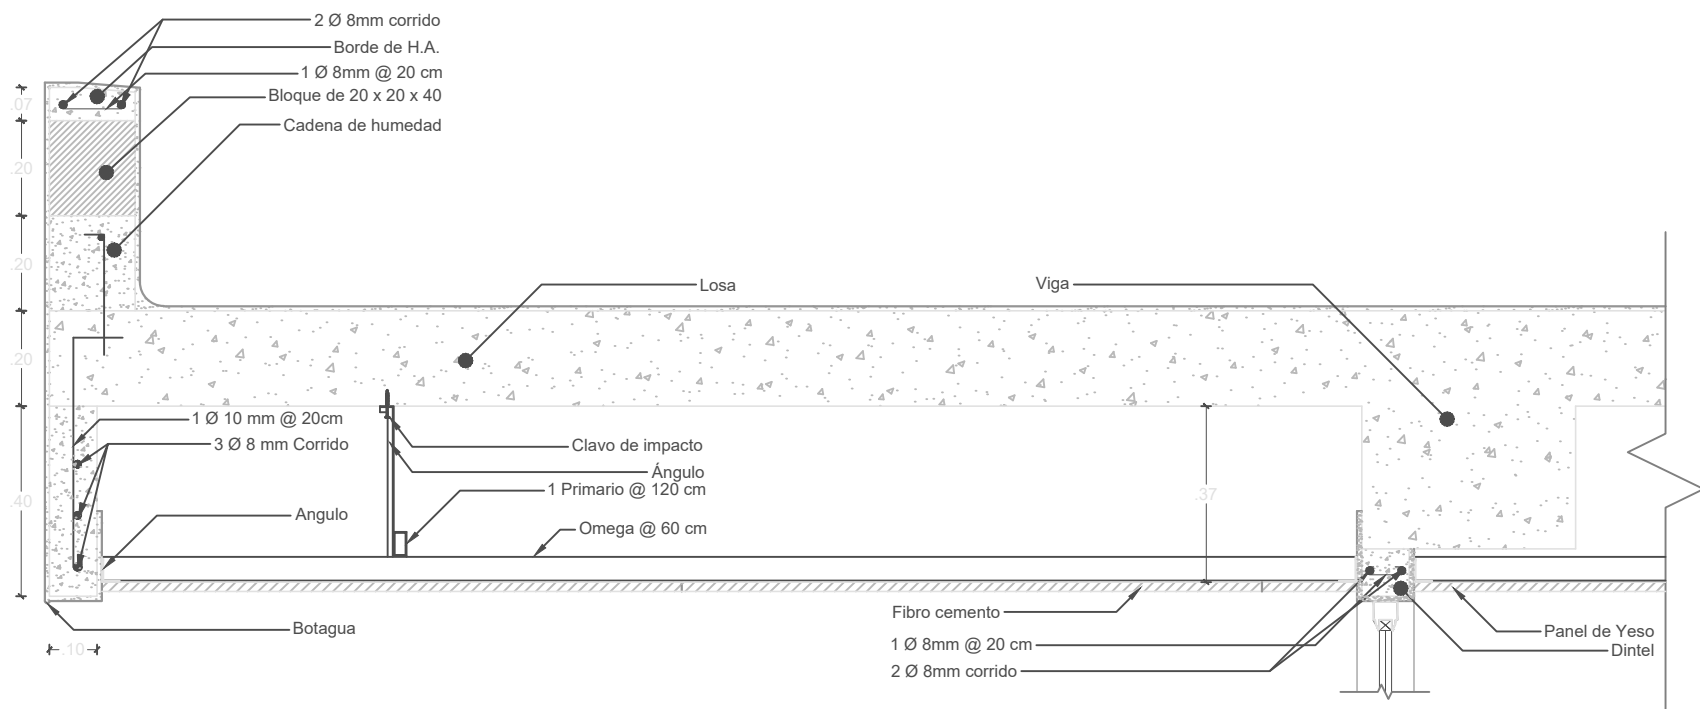 2 Ø 8mm corrido
Borde de H.A.
1 Ø 8mm @ 20 cm
Bloque de 20 x 20 x 40
Cadena de humedad
.07
.20
.20
.20
.40
Losa
Viga
1 Ø 10 mm @ 20cm
3 Ø 8 mm Corrido
Clavo de impacto
Ángulo
1 Primario @ 120 cm
Angulo
Omega @ 60 cm
.37
Fibro cemento
Botagua
1 Ø 8mm @ 20 cm
2 Ø 8mm corrido
Panel de Yeso
Dintel
.10